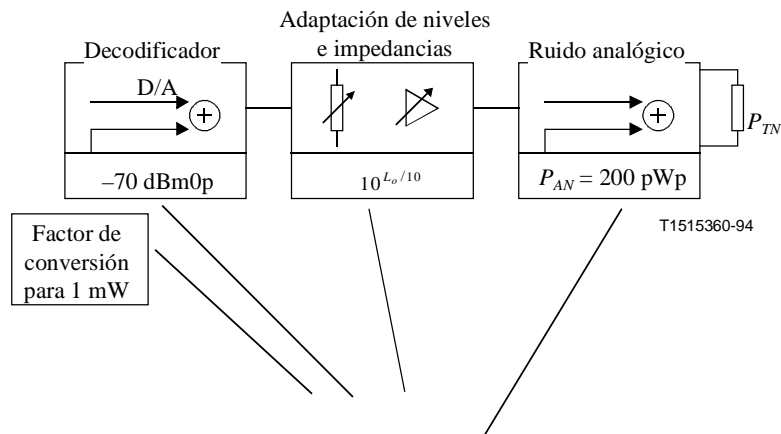 Adaptación de niveles
e impedancias
Decodificador
Ruido analógico
D/A
P_TN
–70 dBm0p
10^{L_o/10}
P_AN = 200 pWp
T1515360-94
Factor de
conversión
para 1 mW